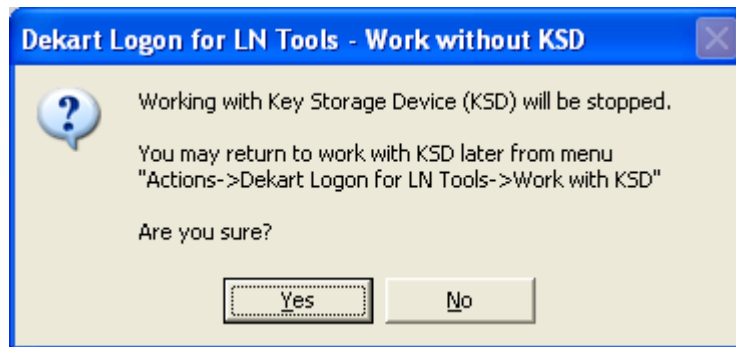 Dekart Logon for LN Tools - Work without KSD
Working with Key Storage Device (KSD) will be stopped.
You may return to work with KSD later from menu
"Actions->Dekart Logon for LN Tools->Work with KSD"
Are you sure?
Yes
No